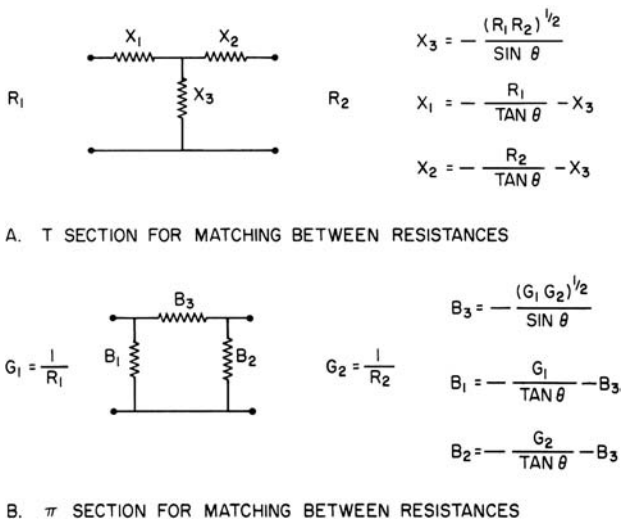 X₁ X₂
X₃
R₁ R₂
X₃ = − (R₁R₂)^1/2 / SIN θ
X₁ = − R₁ / TAN θ − X₃
X₂ = − R₂ / TAN θ − X₃
A. T SECTION FOR MATCHING BETWEEN RESISTANCES
B₃
B₁ B₂
G₁ = 1 / R₁
G₂ = 1 / R₂
B₃ = − (G₁G₂)^1/2 / SIN θ
B₁ = − G₁ / TAN θ − B₃
B₂ = − G₂ / TAN θ − B₃
B. π SECTION FOR MATCHING BETWEEN RESISTANCES